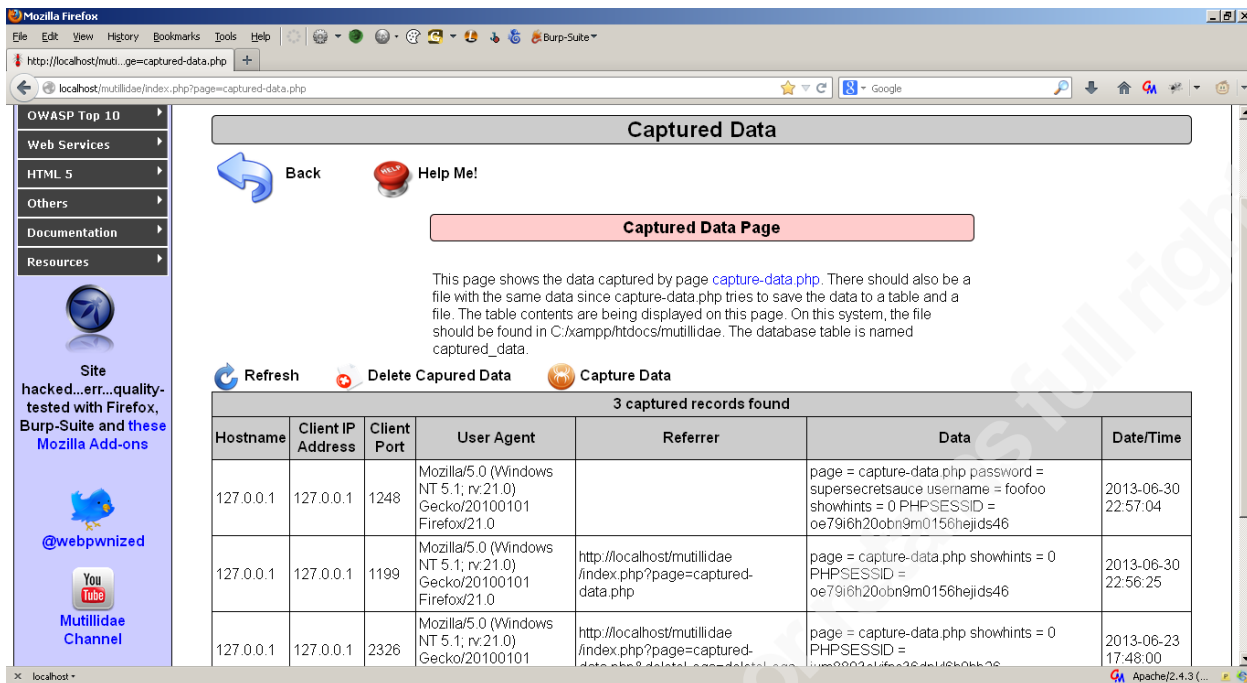 Mozilla Firefox
File Edit View History Bookmarks Tools Help Burp-Suite
http://localhost/muti...ge=captured-data.php
localhost/mutillidae/index.php?page=captured-data.php
Google
OWASP Top 10
Web Services
HTML 5
Others
Documentation
Resources
Site
hacked...err...quality-
tested with Firefox,
Burp-Suite and these
Mozilla Add-ons
@webpwnized
You
Tube
Mutillidae
Channel
Captured Data
Back
HELP
Help Me!
Captured Data Page
This page shows the data captured by page capture-data.php. There should also be a
file with the same data since capture-data.php tries to save the data to a table and a
file. The table contents are being displayed on this page. On this system, the file
should be found in C:/xampp/htdocs/mutillidae. The database table is named
captured_data.
Refresh Delete Capured Data Capture Data
3 captured records found
Hostname Client IP Address Client Port User Agent Referrer Data Date/Time
127.0.0.1 127.0.0.1 1248
Mozilla/5.0 (Windows
NT 5.1; rv:21.0)
Gecko/20100101
Firefox/21.0
page = capture-data.php password =
supersecretsauce username = foofoo
showhints = 0 PHPSESSID =
oe79i6h20obn9m0156hejids46
2013-06-30
22:57:04
127.0.0.1 127.0.0.1 1199
Mozilla/5.0 (Windows
NT 5.1; rv:21.0)
Gecko/20100101
Firefox/21.0
http://localhost/mutillidae
/index.php?page=captured-
data.php
page = capture-data.php showhints = 0
PHPSESSID =
oe79i6h20obn9m0156hejids46
2013-06-30
22:56:25
127.0.0.1 127.0.0.1 2326
Mozilla/5.0 (Windows
NT 5.1; rv:21.0)
Gecko/20100101
http://localhost/mutillidae
/index.php?page=captured-
page = capture-data.php showhints = 0
PHPSESSID =
2013-06-23
17:48:00
localhost
Apache/2.4.3 (...
full